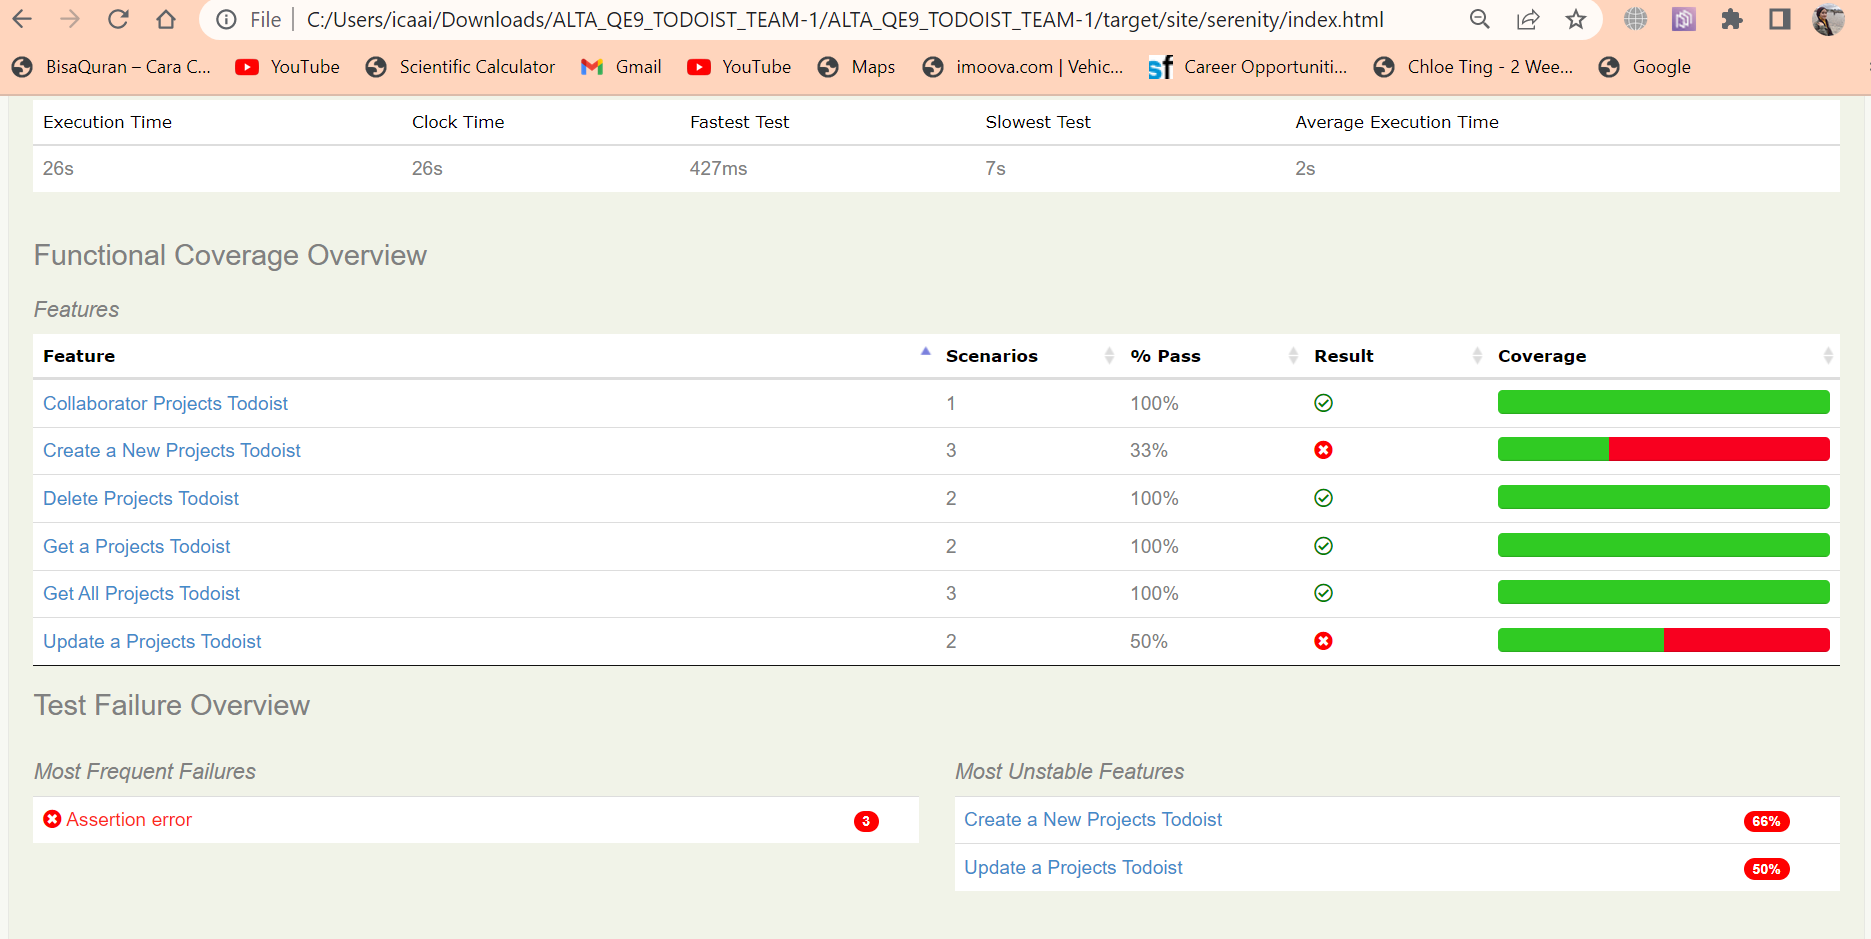 File C:/Users/icaai/Downloads/ALTA_QE9_TODOIST_TEAM-1/ALTA_QE9_TODOIST_TEAM-1/target/site/serenity/index.html
BisaQuran – Cara C... YouTube Scientific Calculator Gmail YouTube Maps imoova.com | Vehic... sf Career Opportuniti... Chloe Ting - 2 Wee... Google
Execution Time Clock Time Fastest Test Slowest Test Average Execution Time
26s 26s 427ms 7s 2s
Functional Coverage Overview
Features
Feature Scenarios % Pass Result Coverage
Collaborator Projects Todoist 1 100%
Create a New Projects Todoist 3 33%
Delete Projects Todoist 2 100%
Get a Projects Todoist 2 100%
Get All Projects Todoist 3 100%
Update a Projects Todoist 2 50%
Test Failure Overview
Most Frequent Failures Most Unstable Features
Assertion error 3 Create a New Projects Todoist 66%
Update a Projects Todoist 50%